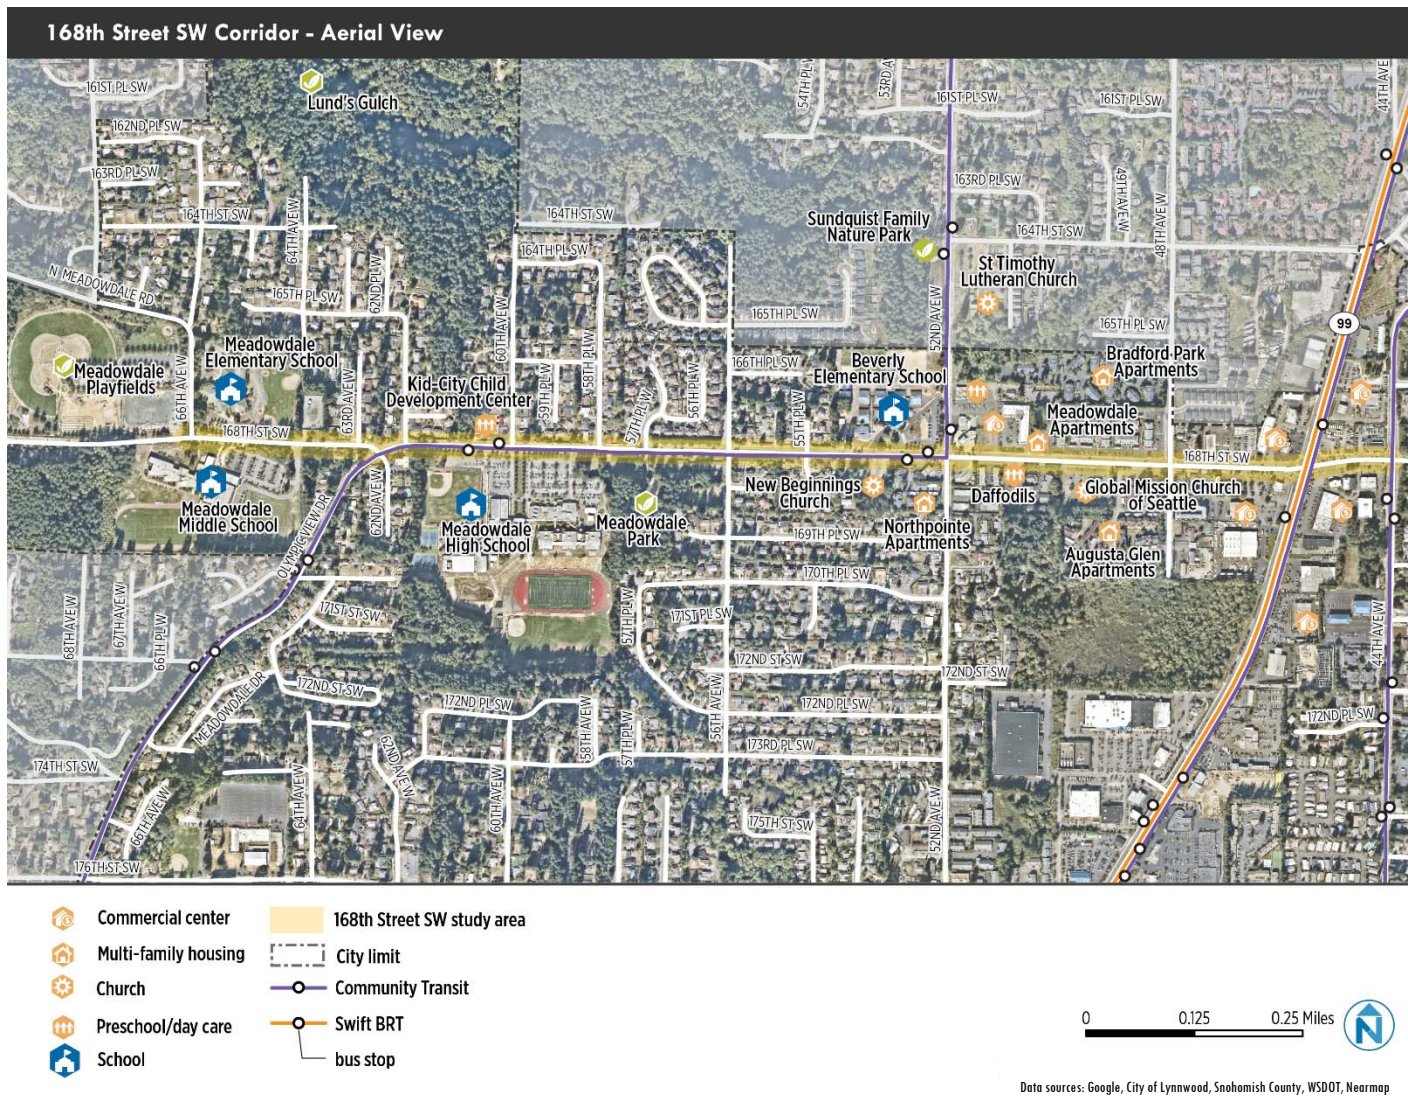 168th Street SW Corridor - Aerial View
161ST PL SW
Lund's Gulch
54TH PL W
53RD A
161ST PL SW
161ST PL SW
44TH AVE
162ND PL SW
163RD PL SW
163RD PL SW
49TH AVE W
48TH AVE W
164TH ST SW
64TH AVE W
164TH ST SW
Sundquist Family
Nature Park
164TH ST SW
164TH PL SW
62ND PL W
St Timothy
Lutheran Church
N MEADOWDALE RD
165TH PL SW
60TH AVE W
165TH PL SW
52ND AVE W
165TH PL SW
99
Meadowdale
Playfields
66TH AVE W
Meadowdale
Elementary School
63RD AVE W
Kid-City Child
Development Center
59TH PL W
58TH PL W
57TH PL W
56TH PL W
166TH PL SW
55TH PL W
Beverly
Elementary School
Bradford Park
Apartments
Meadowdale
Apartments
168TH ST SW
168TH ST SW
Meadowdale
Middle School
OLYMPIC VIEW DR
62ND AVE W
Meadowdale
High School
Meadowdale
Park
New Beginnings
Church
Northpointe
Apartments
Daffodils
Global Mission Church
of Seattle
Augusta Glen
Apartments
169TH PL SW
170TH PL SW
68TH AVE W
67TH AVE W
66TH PL W
171ST ST SW
57TH PL W
171ST PL SW
44TH AVE W
172ND ST SW
172ND ST SW
MEADOWDALE DR
172ND ST SW
172ND PL SW
58TH AVE W
57TH PL W
56TH AVE W
172ND PL SW
172ND PL SW
173RD PL SW
62ND AVE W
174TH ST SW
66TH AVE W
64TH AVE W
60TH AVE W
175TH ST SW
52ND AVE W
176TH ST SW
Commercial center
168th Street SW study area
Multi-family housing
City limit
Church
Community Transit
Preschool/day care
Swift BRT
School
bus stop
0 0.125 0.25 Miles
N
Data sources: Google, City of Lynnwood, Snohomish County, WSDOT, Nearmap